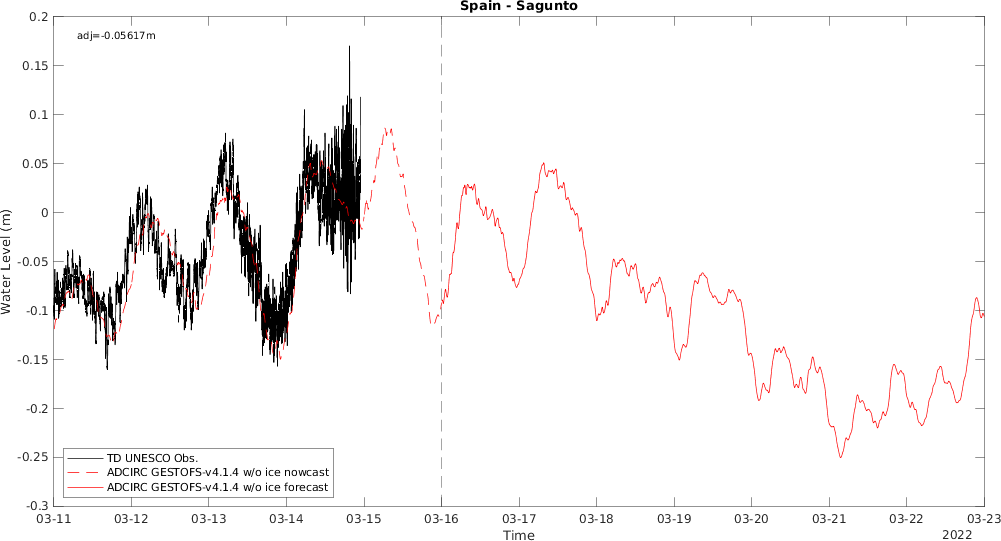 Spain - Sagunto
adj=-0.05617m
0.2
0.15
0.1
0.05
0
-0.05
-0.1
-0.15
-0.2
-0.25
-0.3
Water Level (m)
TD UNESCO Obs.
ADCIRC GESTOFS-v4.1.4 w/o ice nowcast
ADCIRC GESTOFS-v4.1.4 w/o ice forecast
03-11 03-12 03-13 03-14 03-15 03-16 03-17 03-18 03-19 03-20 03-21 03-22 03-23
Time
2022